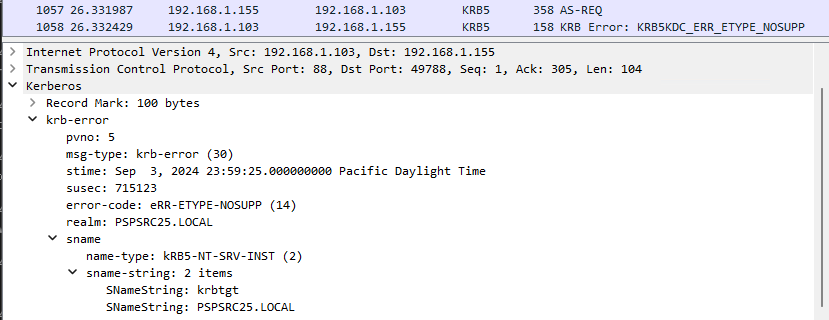 1057 26.331987 192.168.1.155 192.168.1.103 KRB5 358 AS-REQ
1058 26.332429 192.168.1.103 192.168.1.155 KRB5 158 KRB Error: KRB5KDC_ERR_ETYPE_NOSUPP
Internet Protocol Version 4, Src: 192.168.1.103, Dst: 192.168.1.155
Transmission Control Protocol, Src Port: 88, Dst Port: 49788, Seq: 1, Ack: 305, Len: 104
Kerberos
Record Mark: 100 bytes
krb-error
pvno: 5
msg-type: krb-error (30)
stime: Sep  3, 2024 23:59:25.000000000 Pacific Daylight Time
susec: 715123
error-code: eRR-ETYPE-NOSUPP (14)
realm: PSPSRC25.LOCAL
sname
name-type: kRB5-NT-SRV-INST (2)
sname-string: 2 items
SNameString: krbtgt
SNameString: PSPSRC25.LOCAL